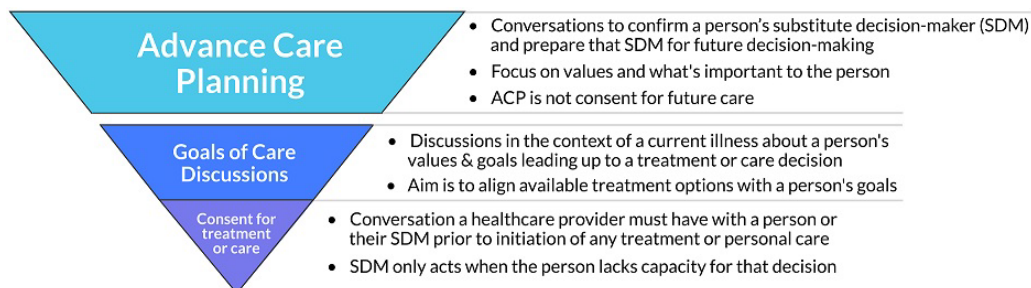 Advance Care
Planning
• Conversations to confirm a person's substitute decision-maker (SDM)
and prepare that SDM for future decision-making
• Focus on values and what's important to the person
• ACP is not consent for future care
Goals of Care
Discussions
• Discussions in the context of a current illness about a person's
values & goals leading up to a treatment or care decision
• Aim is to align available treatment options with a person's goals
Consent for
treatment
or care
• Conversation a healthcare provider must have with a person or
their SDM prior to initiation of any treatment or personal care
• SDM only acts when the person lacks capacity for that decision